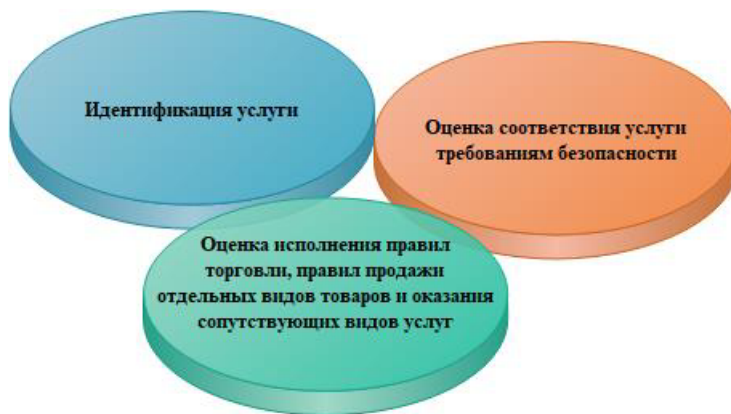 Идентификация услуги
Оценка соответствия услуги
требованиям безопасности
Оценка исполнения правил
торговли, правил продажи
отдельных видов товаров и оказания
сопутствующих видов услуг